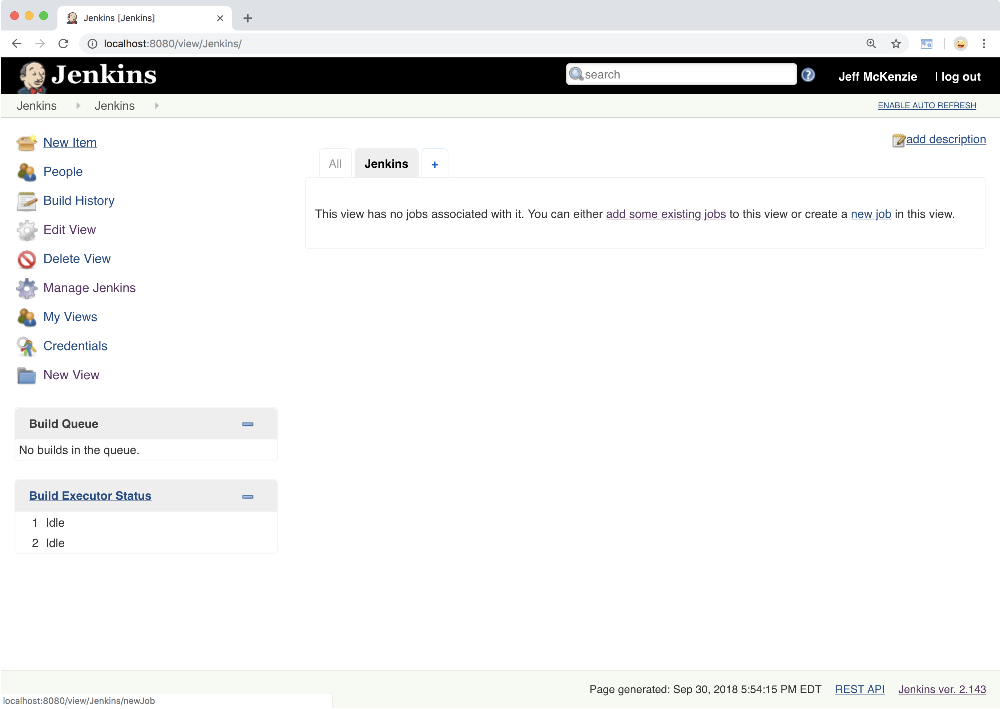 Jenkins [Jenkins]
localhost:8080/view/Jenkins/
Jenkins
search
Jeff McKenzie | log out
Jenkins Jenkins
ENABLE AUTO REFRESH
New Item
People
Build History
Edit View
Delete View
Manage Jenkins
My Views
Credentials
New View
Build Queue
No builds in the queue.
Build Executor Status
1 Idle
2 Idle
add description
All Jenkins +
This view has no jobs associated with it. You can either add some existing jobs to this view or create a new job in this view.
Page generated: Sep 30, 2018 5:54:15 PM EDT REST API Jenkins ver. 2.143
localhost:8080/view/Jenkins/newJob